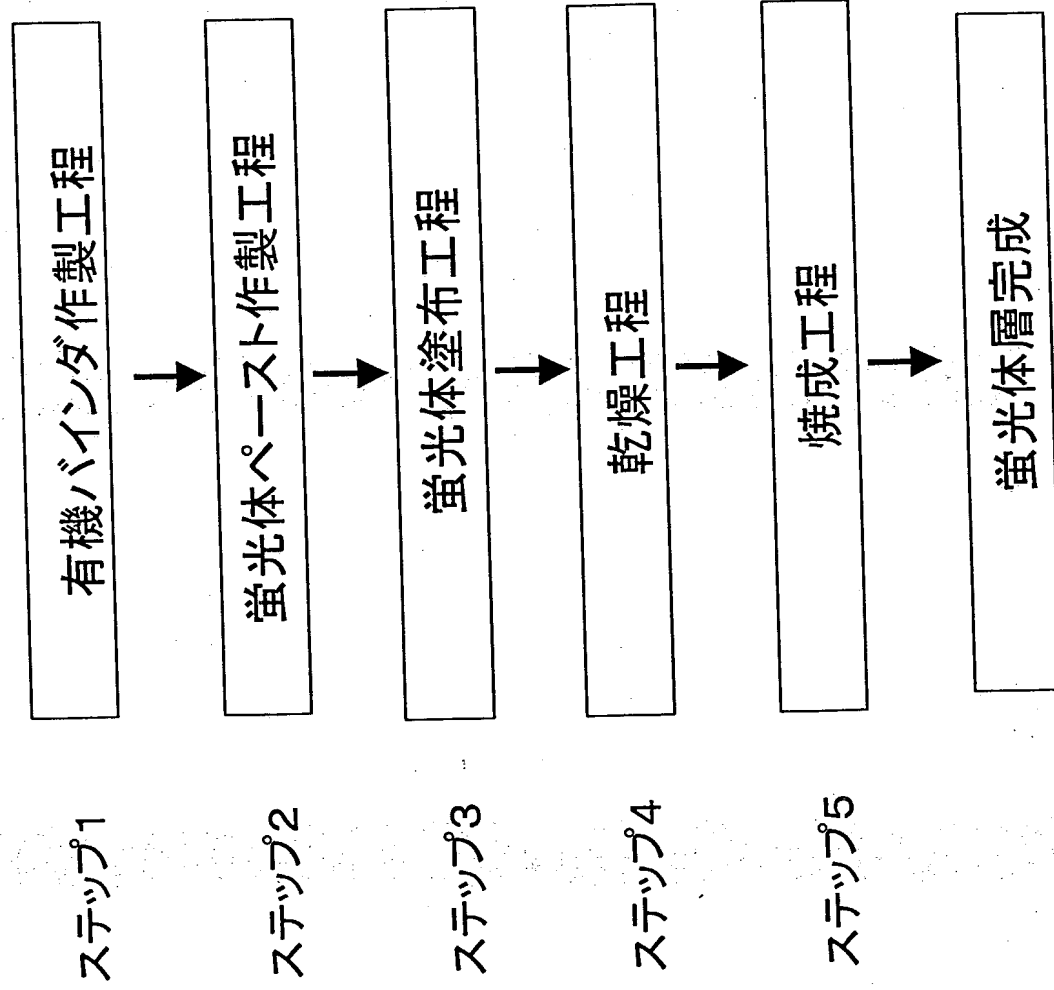 ステップ1
有機バインダ作製工程
ステップ2
蛍光体ペースト作製工程
ステップ3
蛍光体塗布工程
ステップ4
乾燥工程
ステップ5
焼成工程
蛍光体層完成